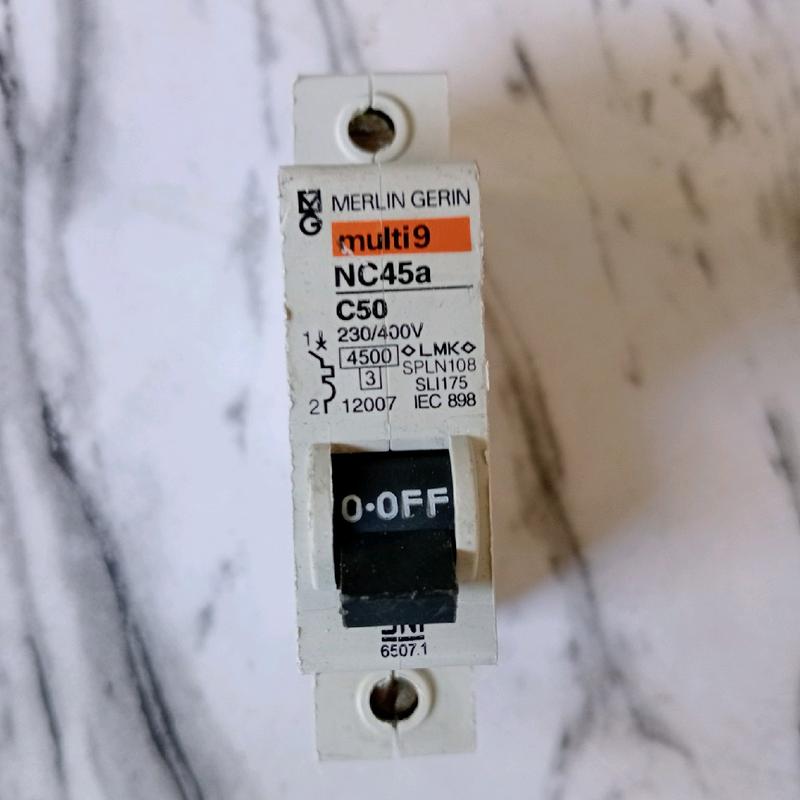 MERLIN GERIN
multi9
NC45a
C50
230/400V
1
4500 LMK
SPLN108
3 SLI175
2 12007 IEC 898
O·OFF
SNI
6507.1